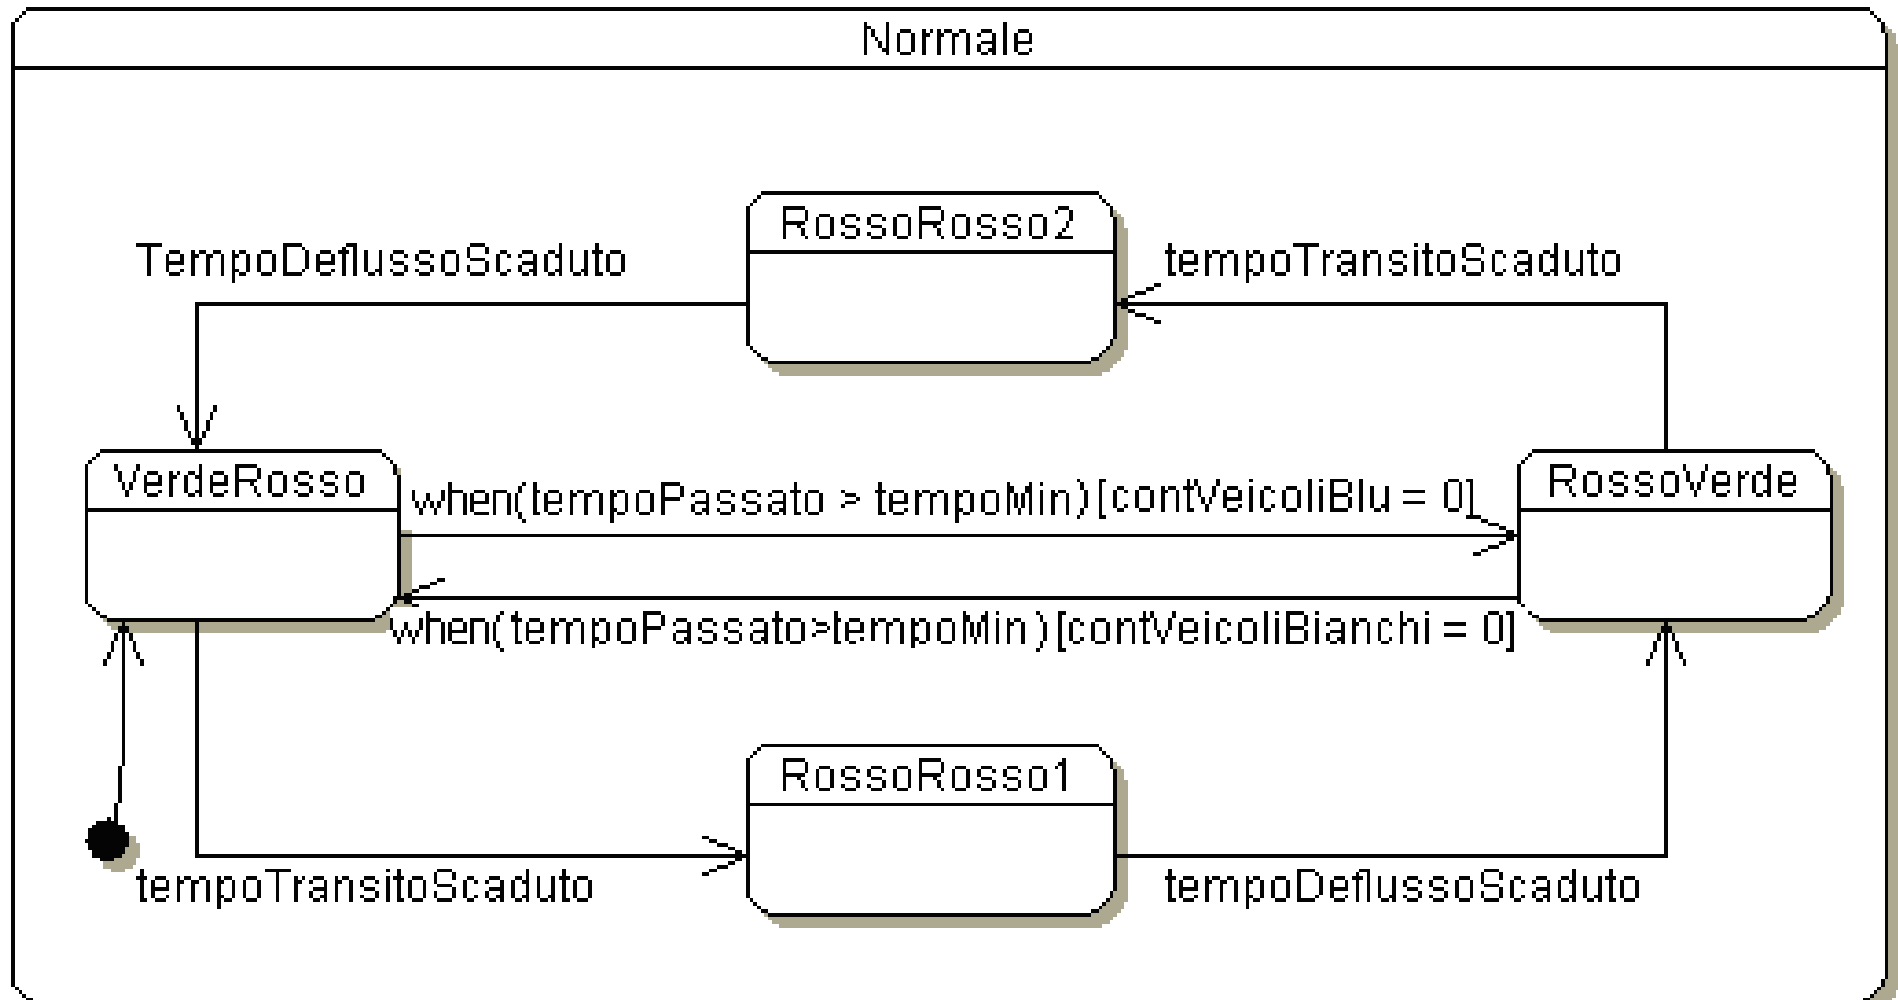 Normale
RossoRosso2
TempoDeflussoScaduto
tempoTransitoScaduto
VerdeRosso
when(tempoPassato > tempoMin)[contVeicoliBlu = 0]
RossoVerde
when(tempoPassato>tempoMin)[contVeicoliBianchi = 0]
RossoRosso1
tempoTransitoScaduto
tempoDeflussoScaduto